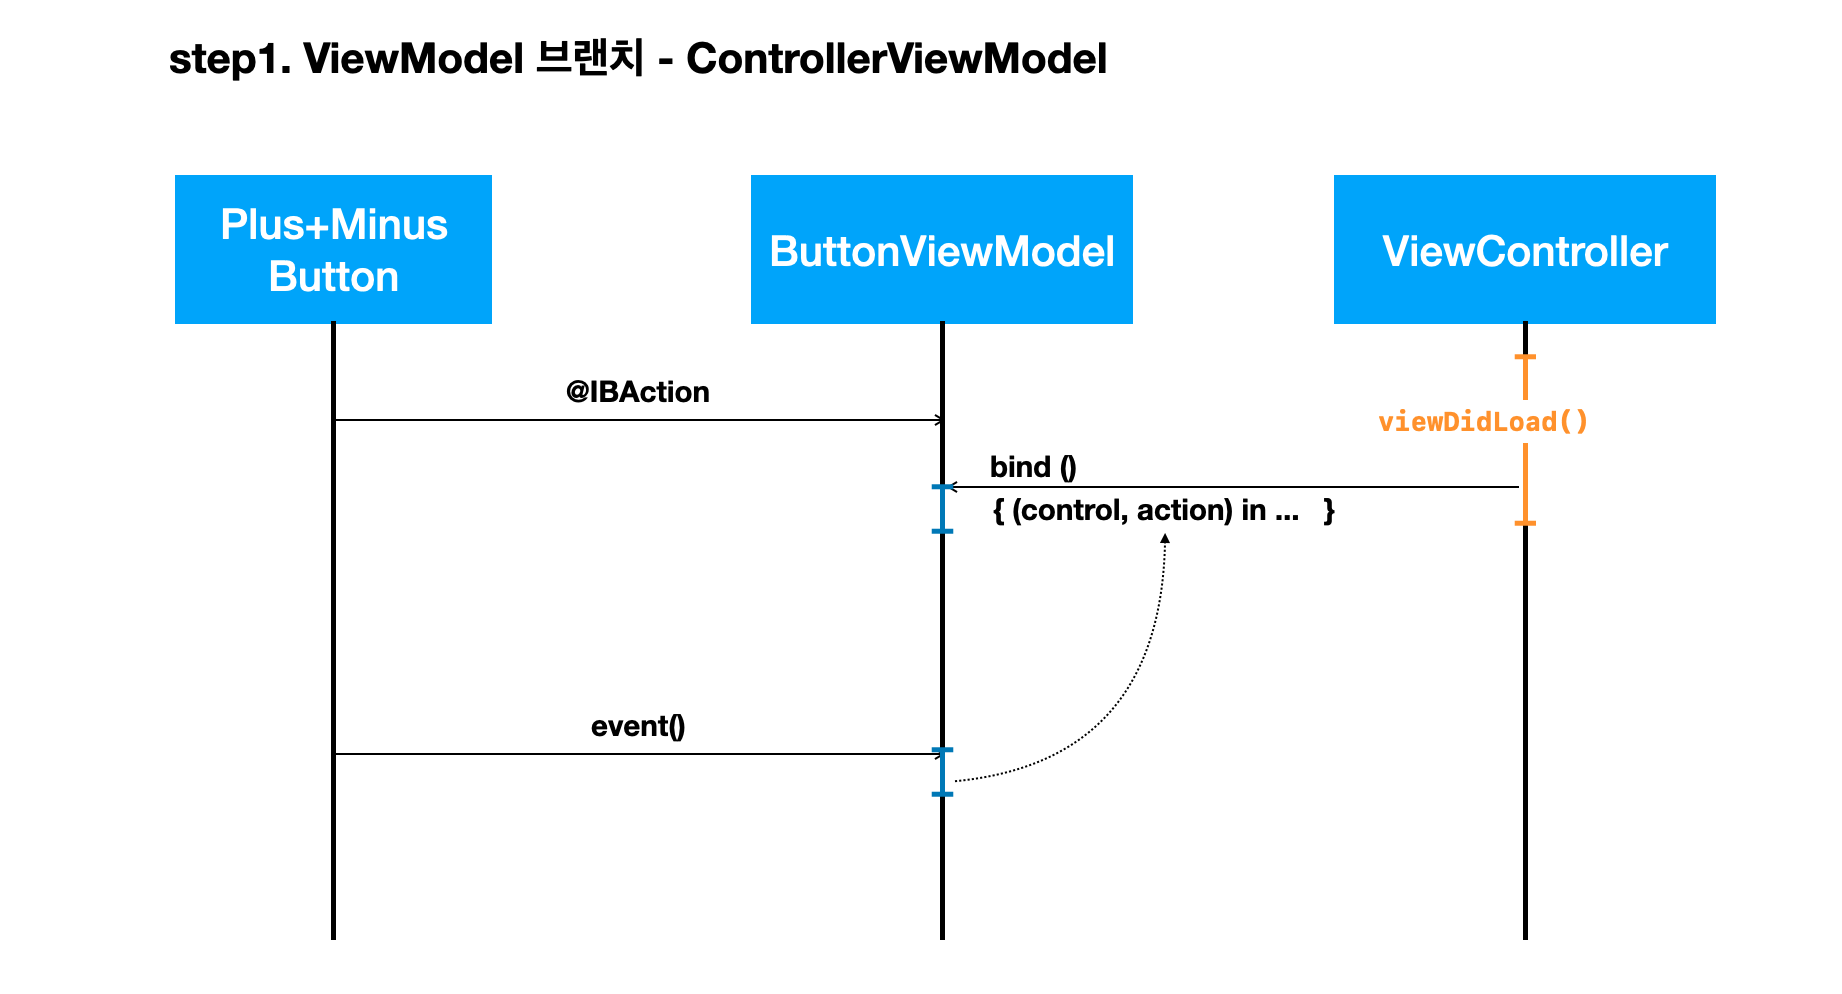 step1. ViewModel 브랜치 - ControllerViewModel
Plus+Minus
Button
ButtonViewModel
ViewController
@IBAction
viewDidLoad()
bind ()
{ (control, action) in ... }
event()